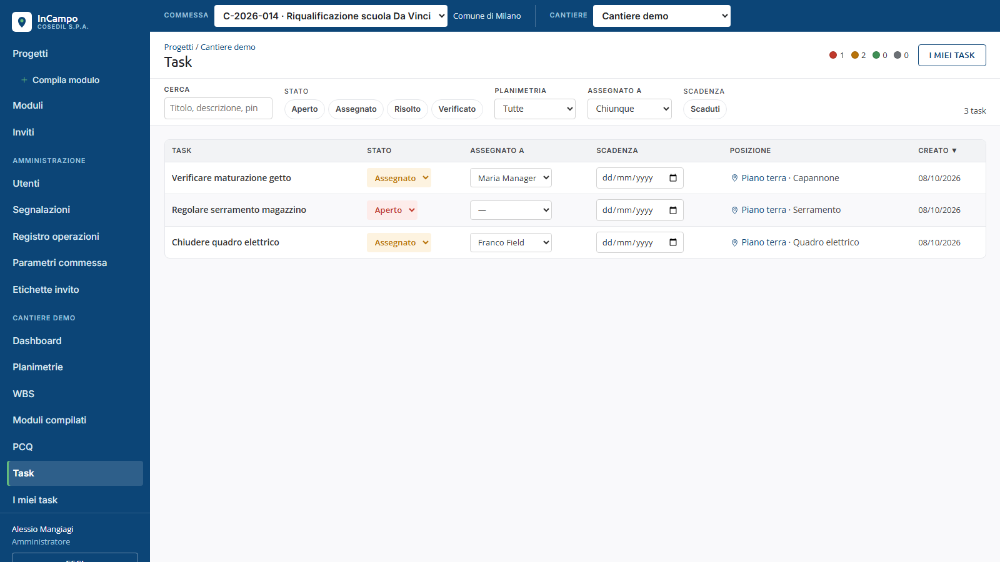 InCampo
COSEDIL S.P.A.
Progetti
+ Compila modulo
Moduli
Inviti
AMMINISTRAZIONE
Utenti
Segnalazioni
Registro operazioni
Parametri commessa
Etichette invito
CANTIERE DEMO
Dashboard
Planimetrie
WBS
Moduli compilati
PCQ
Task
I miei task
Alessio Mangiagi
Amministratore
COMMESSA C-2026-014 · Riqualificazione scuola Da Vinci Comune di Milano CANTIERE Cantiere demo
Progetti / Cantiere demo
Task
1 2 0 0 I MIEI TASK
CERCA STATO PLANIMETRIA ASSEGNATO A SCADENZA
Titolo, descrizione, pin Aperto Assegnato Risolto Verificato Tutte Chiunque Scaduti
3 task
TASK STATO ASSEGNATO A SCADENZA POSIZIONE CREATO ▼
Verificare maturazione getto Assegnato Maria Manager dd/mm/yyyy Piano terra · Capannone 08/10/2026
Regolare serramento magazzino Aperto — dd/mm/yyyy Piano terra · Serramento 08/10/2026
Chiudere quadro elettrico Assegnato Franco Field dd/mm/yyyy Piano terra · Quadro elettrico 08/10/2026